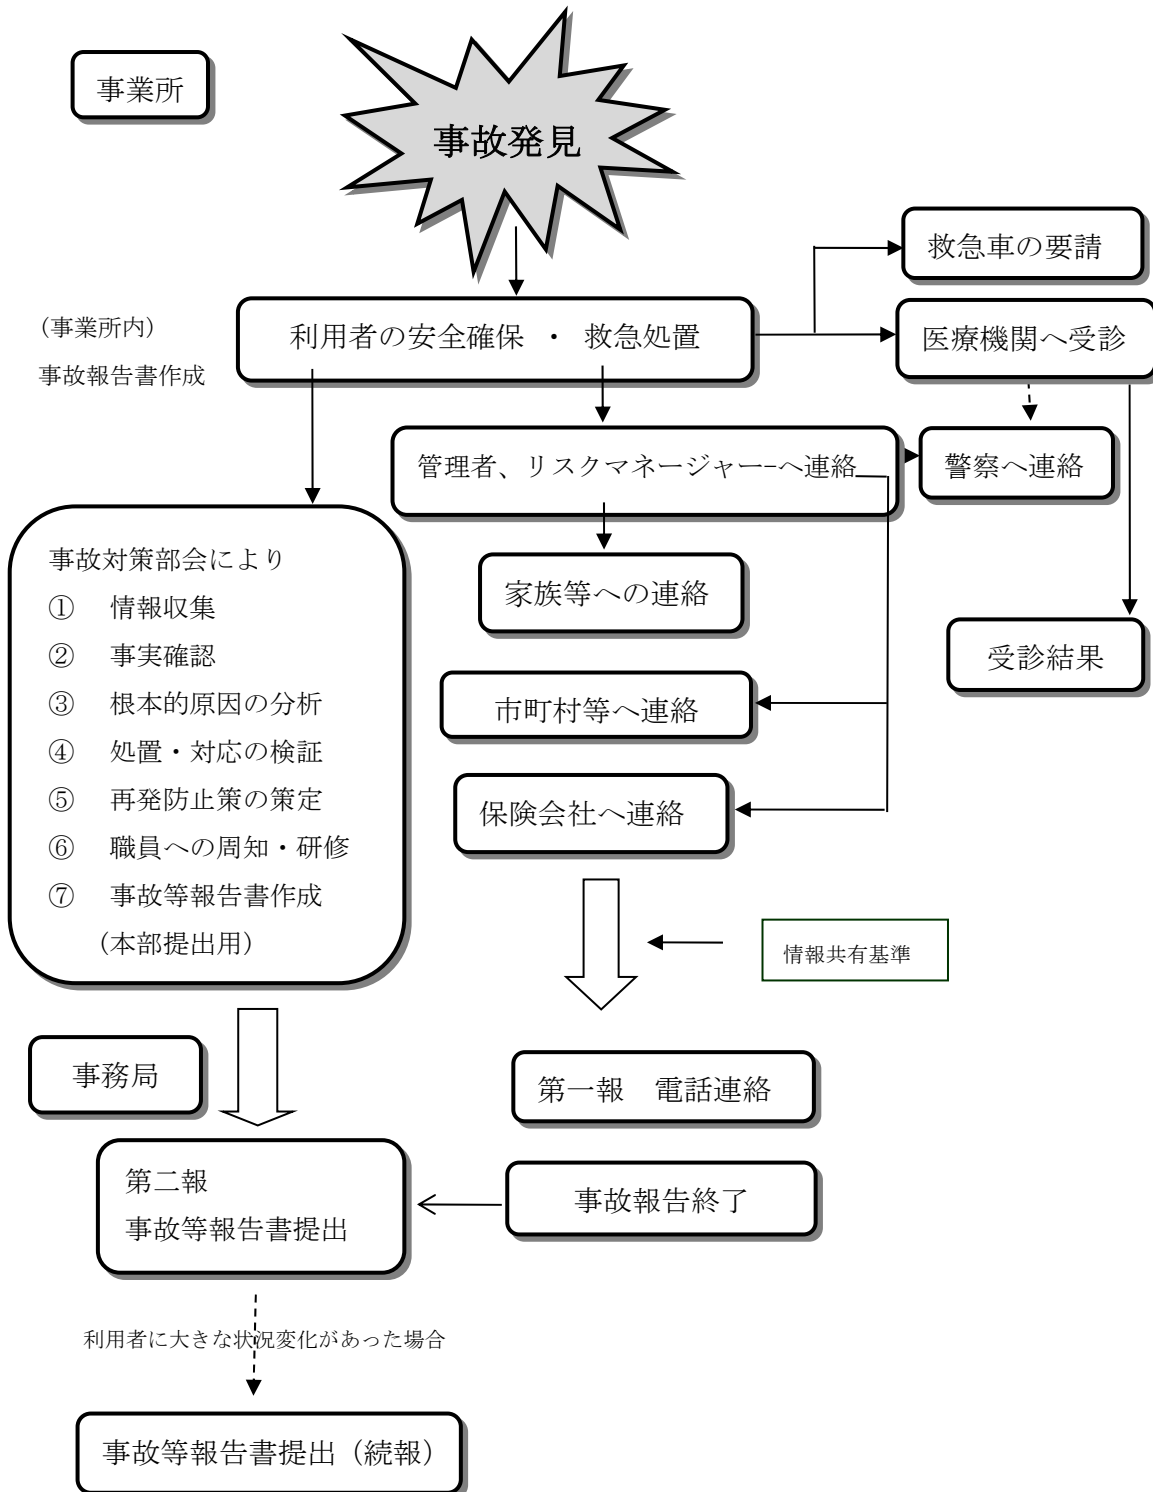 事業所
事故発見
救急車の要請
(事業所内)
事故報告書作成
利用者の安全確保 ・ 救急処置
医療機関へ受診
管理者、リスクマネージャー-へ連絡
警察へ連絡
事故対策部会により
① 情報収集
② 事実確認
③ 根本的原因の分析
④ 処置・対応の検証
⑤ 再発防止策の策定
⑥ 職員への周知・研修
⑦ 事故等報告書作成
(本部提出用)
家族等への連絡
受診結果
市町村等へ連絡
保険会社へ連絡
情報共有基準
事務局
第一報 電話連絡
第二報
事故等報告書提出
事故報告終了
利用者に大きな状況変化があった場合
事故等報告書提出(続報)